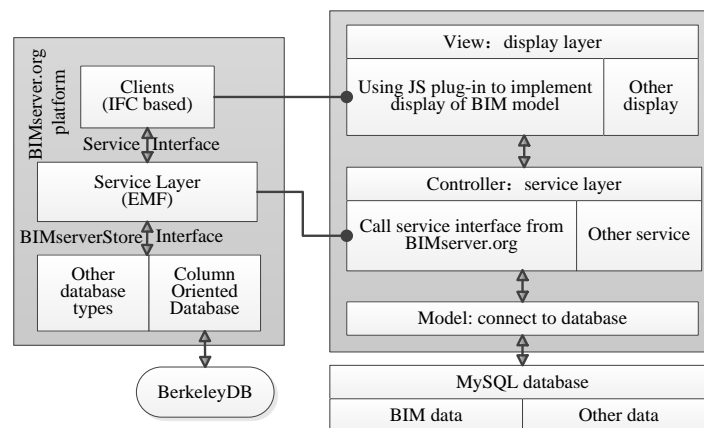 BIMserver.org
platform
Clients
(IFC based)
Service Interface
Service Layer
(EMF)
BIMserverStore Interface
Other
database
types
Column
Oriented
Database
BerkeleyDB
View：display layer
Using JS plug-in to implement
display of BIM model
Other
display
Controller：service layer
Call service interface from
BIMserver.org
Other service
Model: connect to database
MySQL database
BIM data
Other data